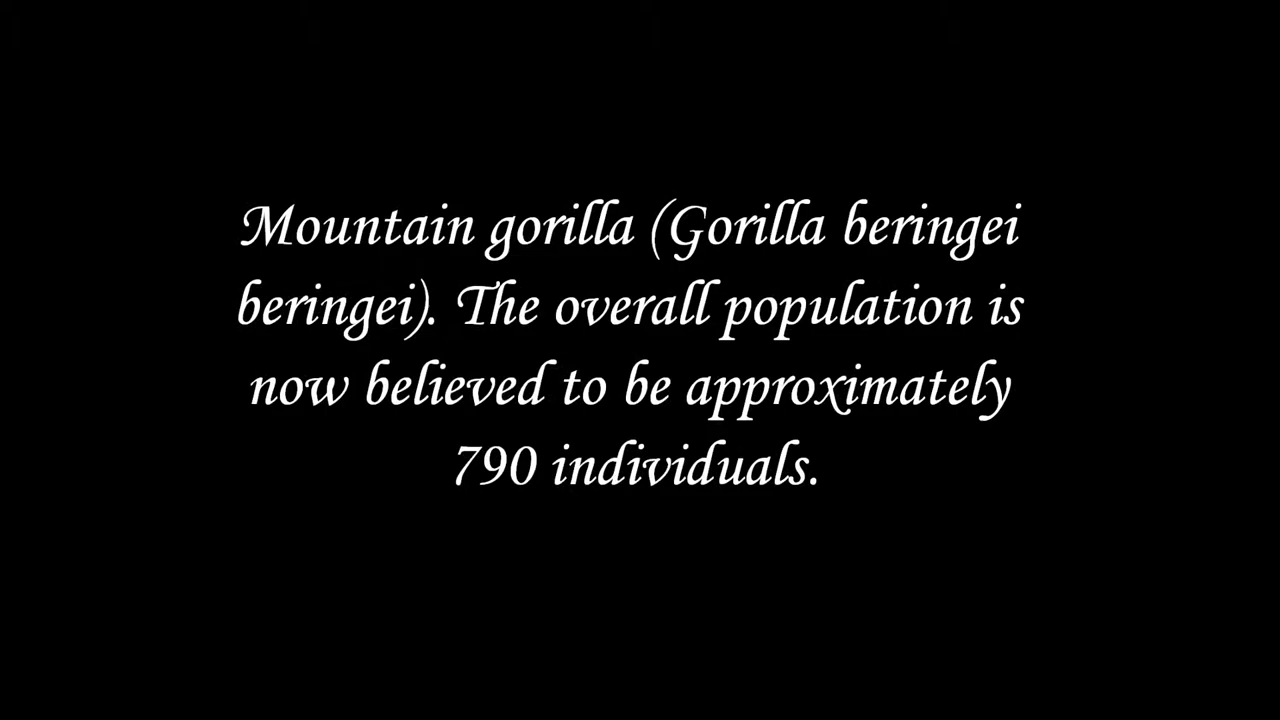 Mountain gorilla (Gorilla beringei
beringei). The overall population is
now believed to be approximately
790 individuals.